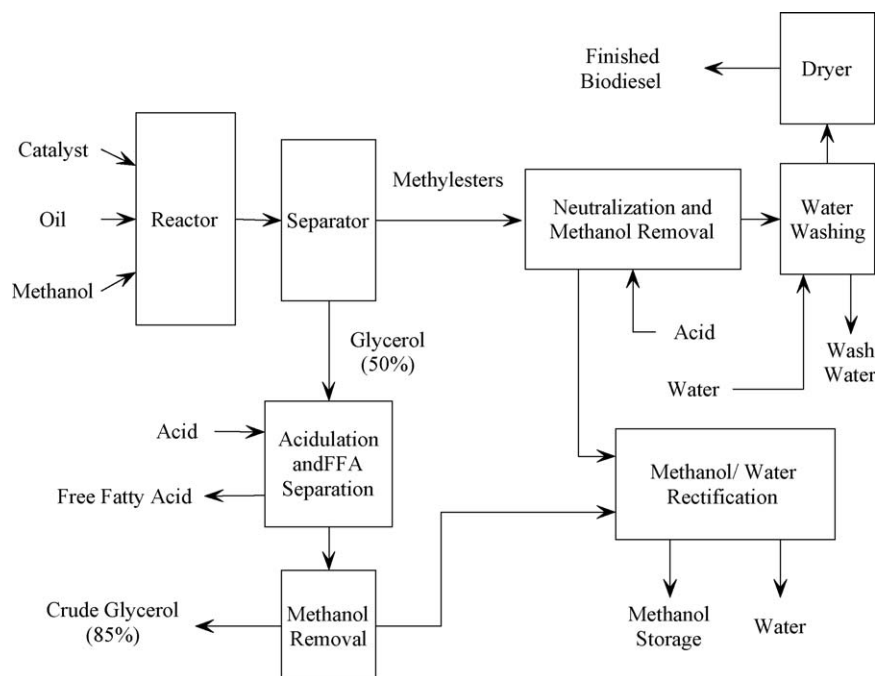 Finished
Biodiesel
Dryer
Catalyst
Oil
Methanol
Reactor
Separator
Methylesters
Neutralization and
Methanol Removal
Water
Washing
Glycerol
(50%)
Acid
Water
Wash
Water
Acid
Free Fatty Acid
Acidulation
andFFA
Separation
Methanol/ Water
Rectification
Crude Glycerol
(85%)
Methanol
Removal
Methanol
Storage
Water